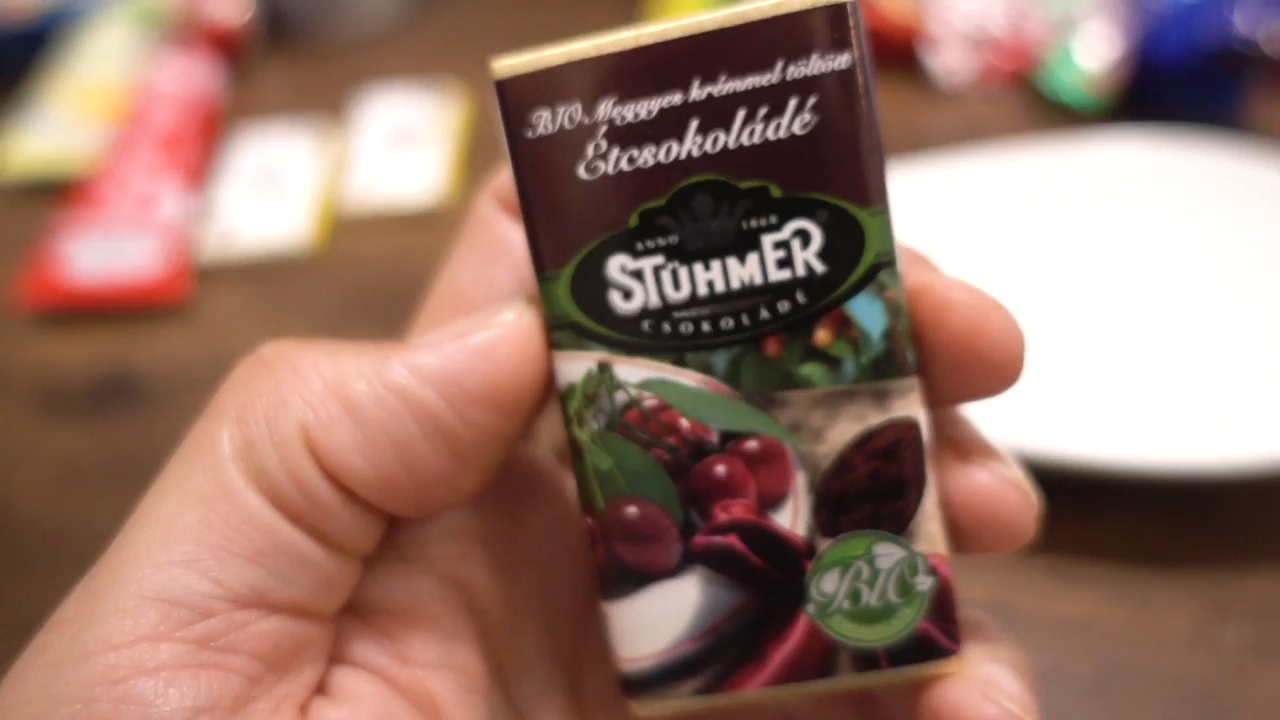 BIO Meggyes krémmel töltött
Étcsokoládé
ANNO 1868
STÜHMER
CSOKOLÁDÉ
BIO